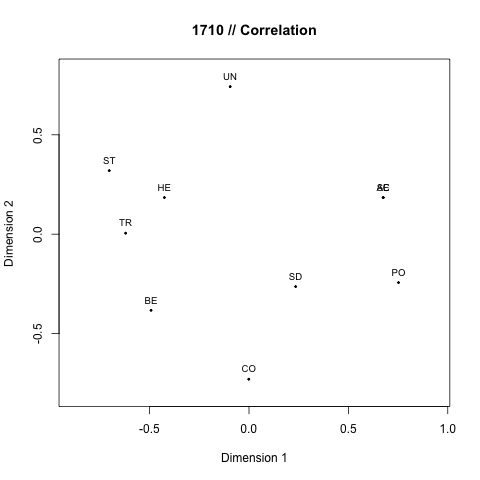 1710 // Correlation
UN
0.5
ST
HE
TR
0.0
Dimension 2
SD
PO
BE
-0.5
CO
-0.5
0.0
0.5
1.0
Dimension 1